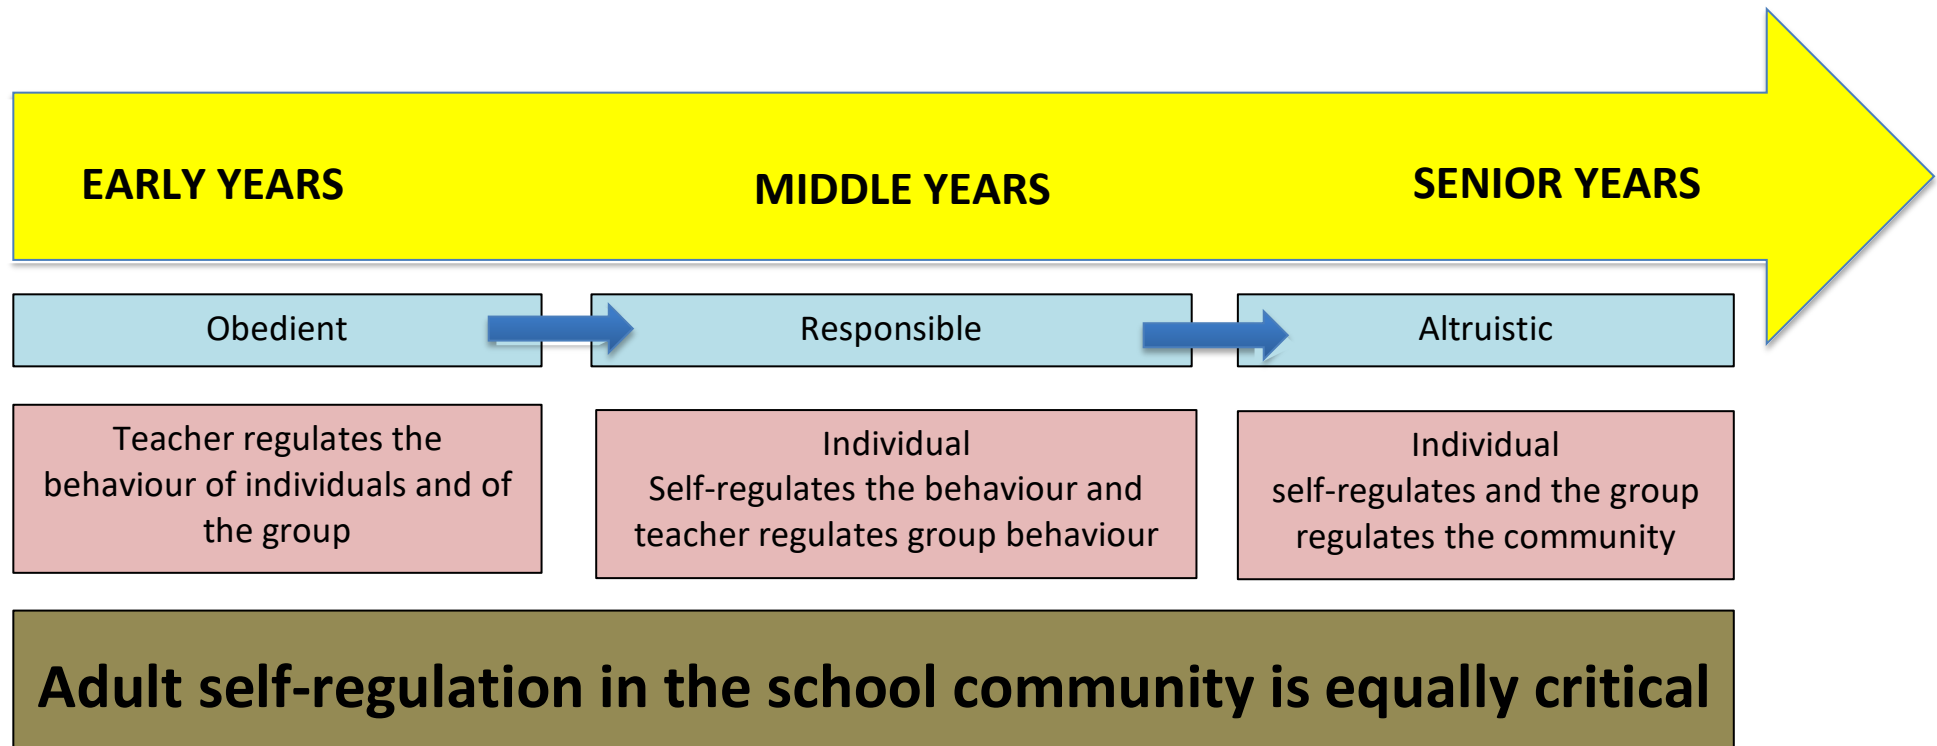 EARLY YEARS
MIDDLE YEARS
SENIOR YEARS
Obedient
Responsible
Altruistic
Teacher regulates the
behaviour of individuals and of
the group
Individual
Self-regulates the behaviour and
teacher regulates group behaviour
Individual
self-regulates and the group
regulates the community
Adult self-regulation in the school community is equally critical